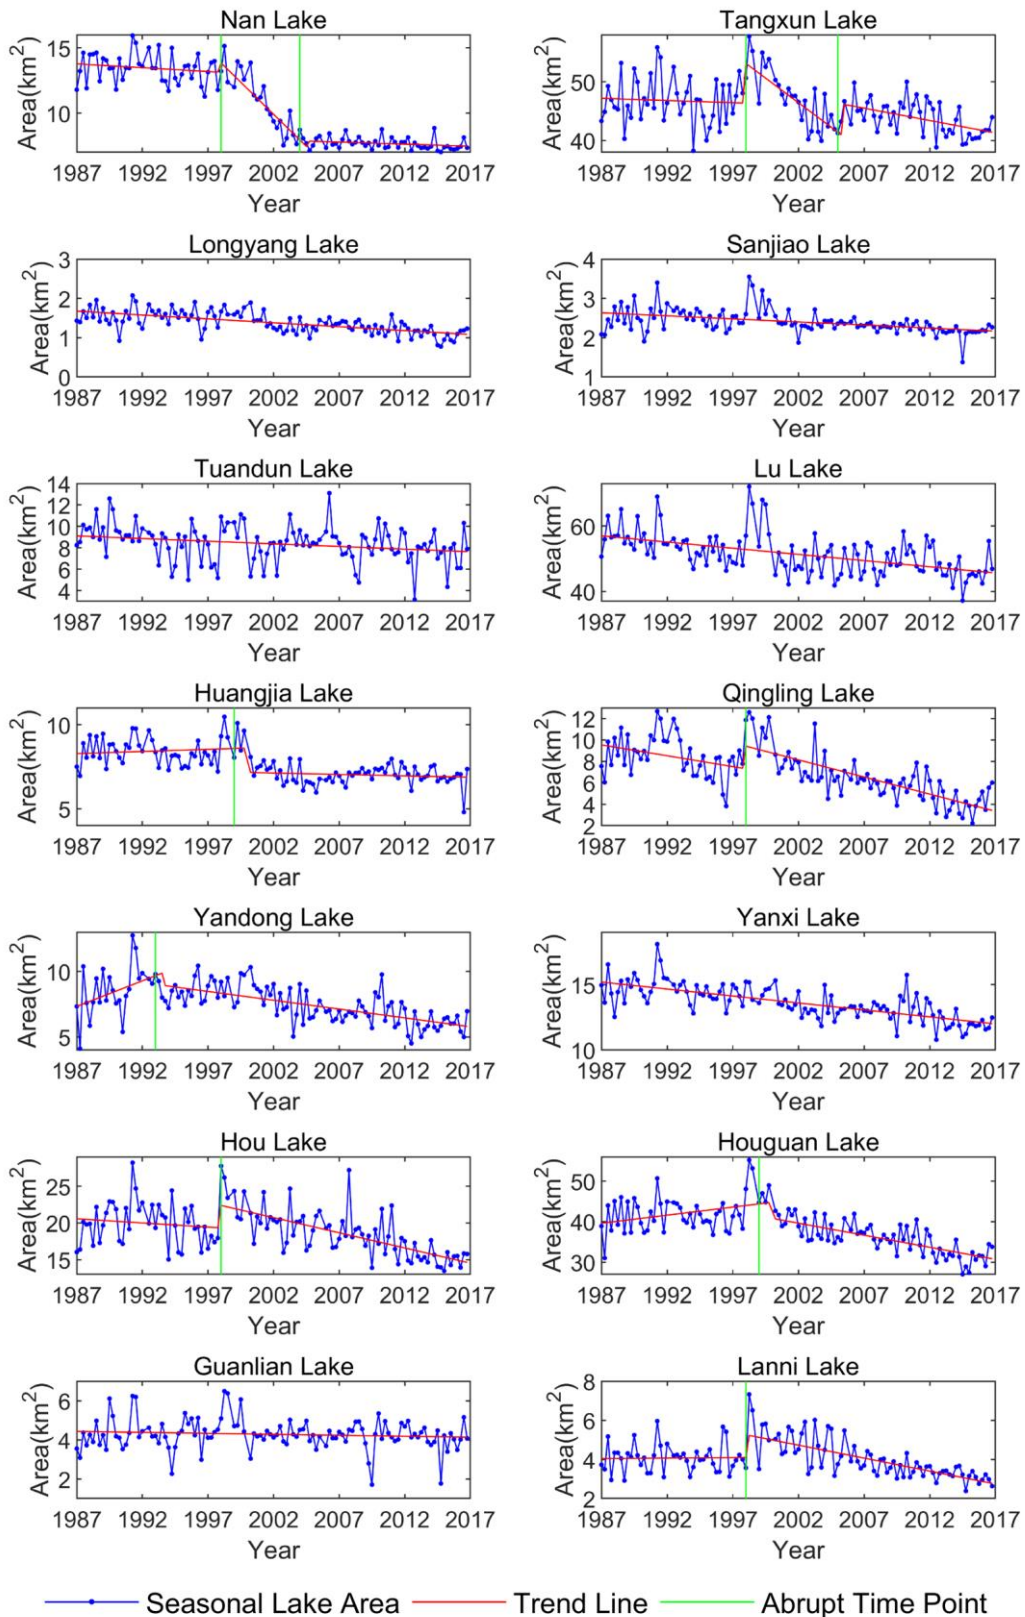 Nan Lake
Area(km²)
15
10
1987 1992 1997 2002 2007 2012 2017
Year
Tangxun Lake
Area(km²)
50
40
1987 1992 1997 2002 2007 2012 2017
Year
Longyang Lake
Area(km²)
3
2
1
0
1987 1992 1997 2002 2007 2012 2017
Year
Sanjiao Lake
Area(km²)
4
3
2
1
1987 1992 1997 2002 2007 2012 2017
Year
Tuandun Lake
Area(km²)
14
12
10
8
6
4
1987 1992 1997 2002 2007 2012 2017
Year
Lu Lake
Area(km²)
60
40
1987 1992 1997 2002 2007 2012 2017
Year
Huangjia Lake
Area(km²)
10
5
1987 1992 1997 2002 2007 2012 2017
Year
Qingling Lake
Area(km²)
12
10
8
6
4
2
1987 1992 1997 2002 2007 2012 2017
Year
Yandong Lake
Area(km²)
10
5
1987 1992 1997 2002 2007 2012 2017
Year
Yanxi Lake
Area(km²)
15
10
1987 1992 1997 2002 2007 2012 2017
Year
Hou Lake
Area(km²)
25
20
15
1987 1992 1997 2002 2007 2012 2017
Year
Houguan Lake
Area(km²)
50
40
30
1987 1992 1997 2002 2007 2012 2017
Year
Guanlian Lake
Area(km²)
6
4
2
1987 1992 1997 2002 2007 2012 2017
Year
Lanni Lake
Area(km²)
8
6
4
2
1987 1992 1997 2002 2007 2012 2017
Year
Seasonal Lake Area Trend Line Abrupt Time Point